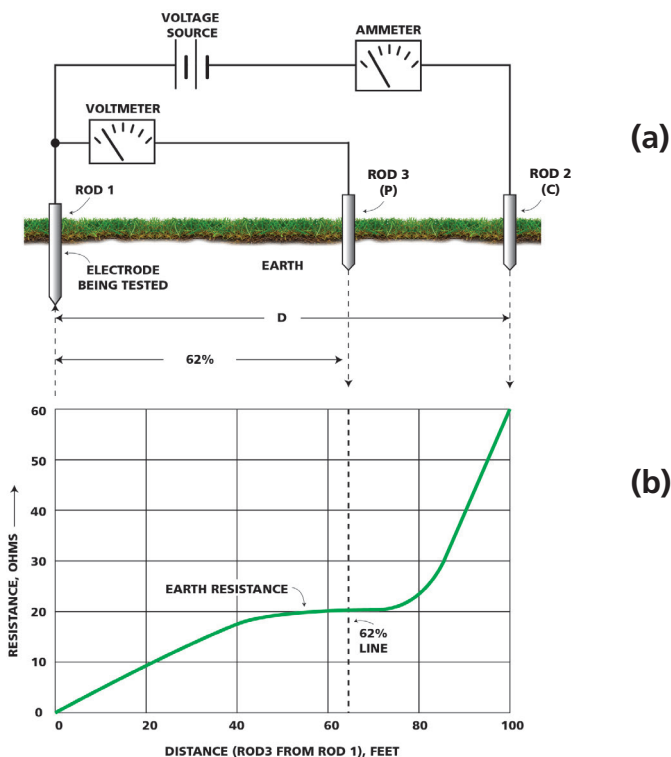 VOLTAGE
SOURCE
AMMETER
VOLTMETER
(a)
ROD 1
ROD 3
(P)
ROD 2
(C)
ELECTRODE
BEING TESTED
EARTH
D
62%
60
50
40
30
20
10
0
RESISTANCE, OHMS
(b)
EARTH RESISTANCE
62%
LINE
0 20 40 60 80 100
DISTANCE (ROD3 FROM ROD 1), FEET